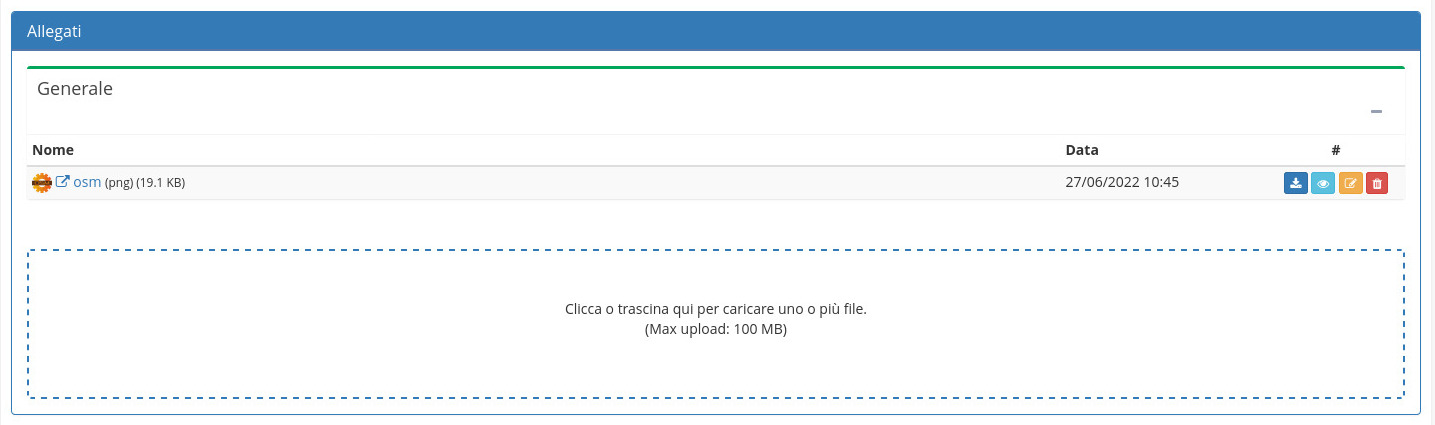 Allegati
Generale
Nome Data #
osm (png) (19.1 KB) 27/06/2022 10:45
Clicca o trascina qui per caricare uno o più file.
(Max upload: 100 MB)